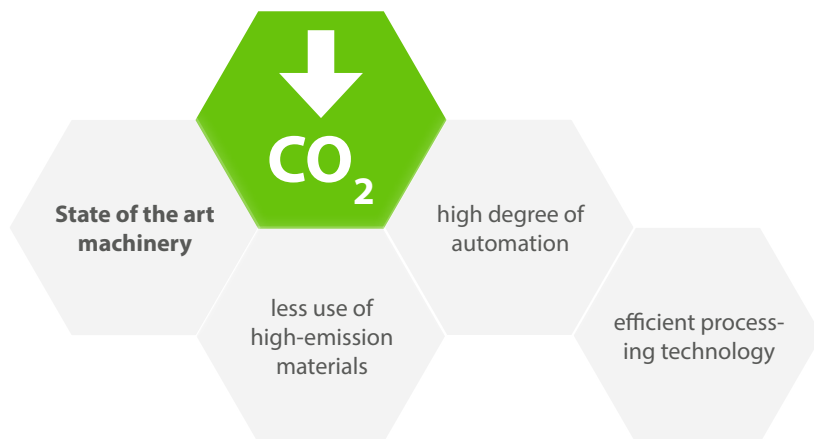 CO₂
State of the art
machinery
high degree of
automation
less use of
high-emission
materials
efficient process-
ing technology